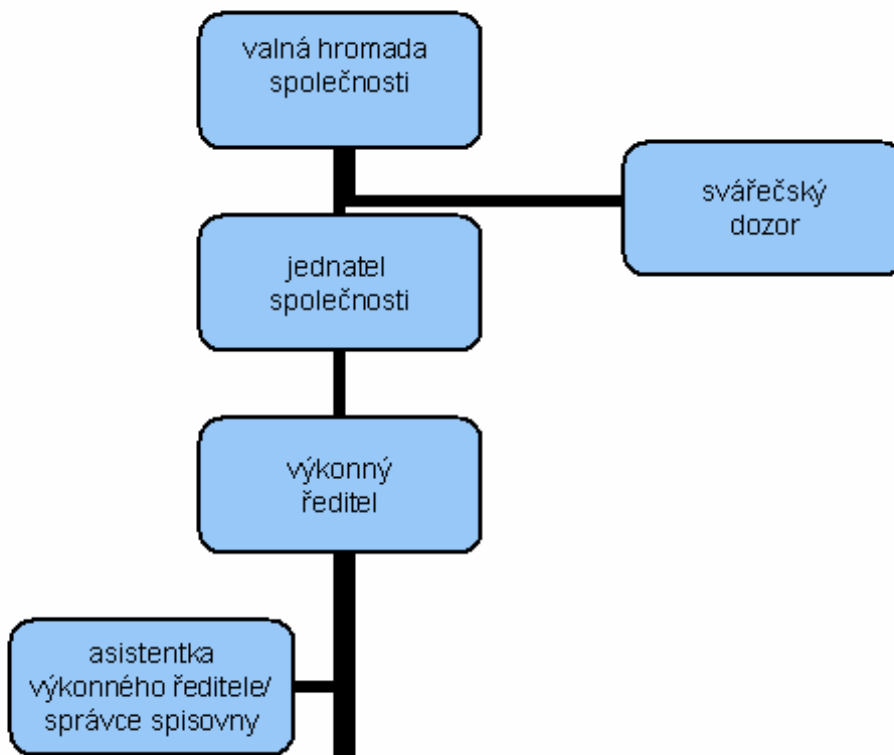 valná hromada
společnosti
svářečský
dozor
jednatel
společnosti
výkonný
ředitel
asistentka
výkonného ředitele/
správce spisovny